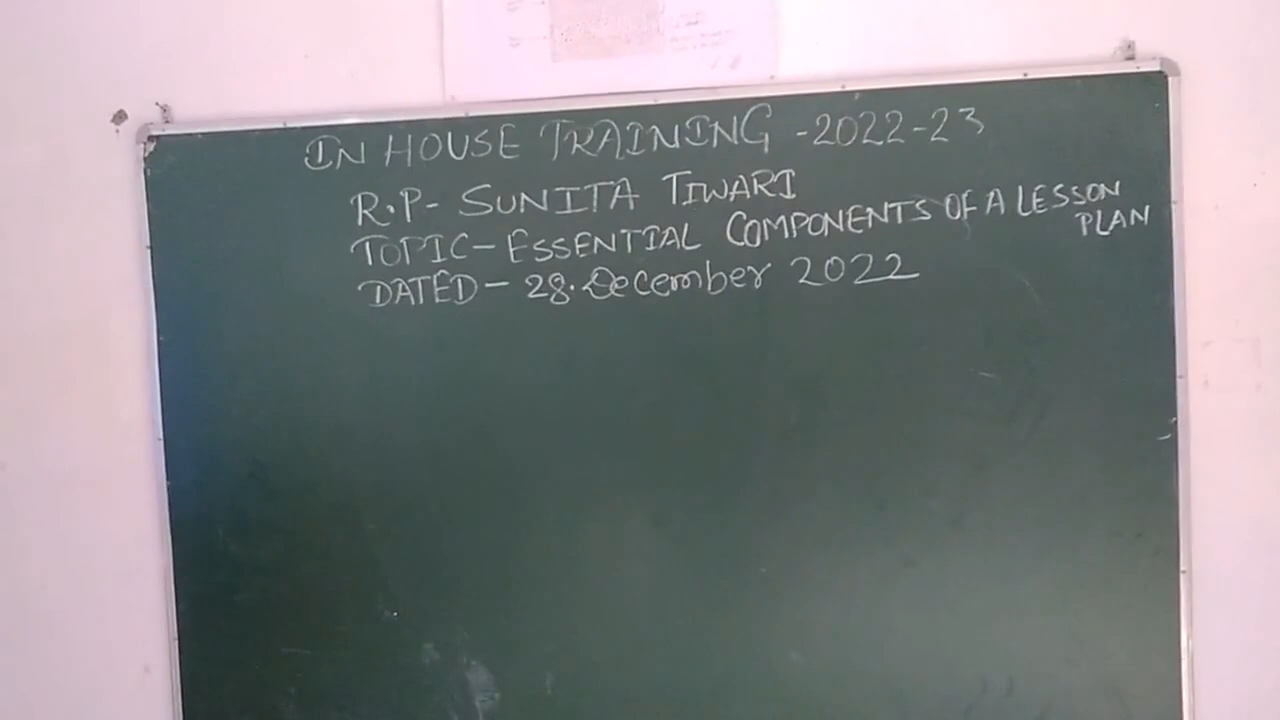 IN HOUSE TRAINING -2022-23
R.P- SUNITA TIWARI
TOPIC- ESSENTIAL COMPONENTS OF A LESSON
PLAN
DATED- 28. December 2022